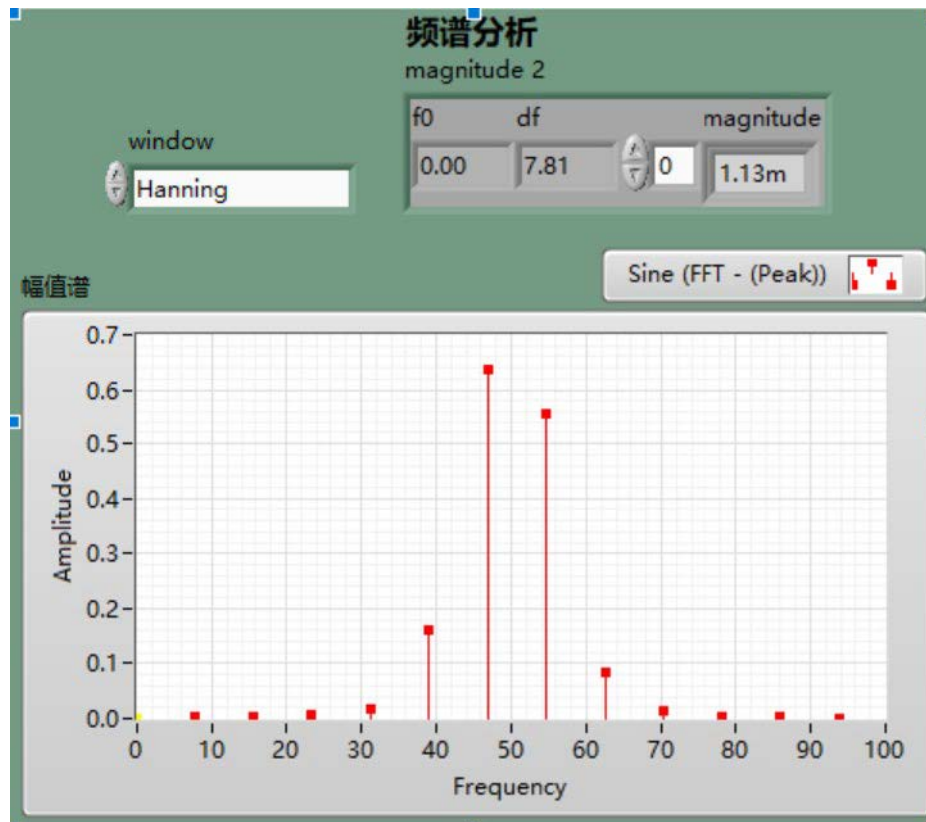 频谱分析
magnitude 2
window
Hanning
f0 df magnitude
0.00 7.81 0 1.13m
Sine (FFT - (Peak))
幅值谱
0.7
0.6
0.5
0.4
0.3
0.2
0.1
0.0
Amplitude
0 10 20 30 40 50 60 70 80 90 100
Frequency